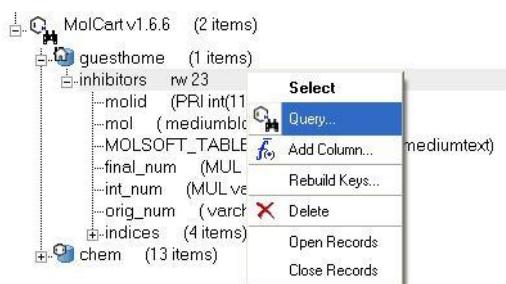 MolCart v1.6.6 (2 items)
guesthome (1 items)
inhibitors rw 23
molid (PRI int(11
mol (mediumblo
MOLSOFT_TABLE mediumtext)
final_num (MUL
int_num (MUL va
orig_num (varch
indices (4 items)
chem (13 items)
Select
Query...
Add Column...
Rebuild Keys...
Delete
Open Records
Close Records